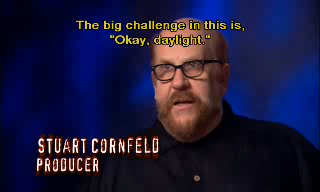 The big challenge in this is,
"Okay, daylight."
STUART CORNFELD
PRODUCER